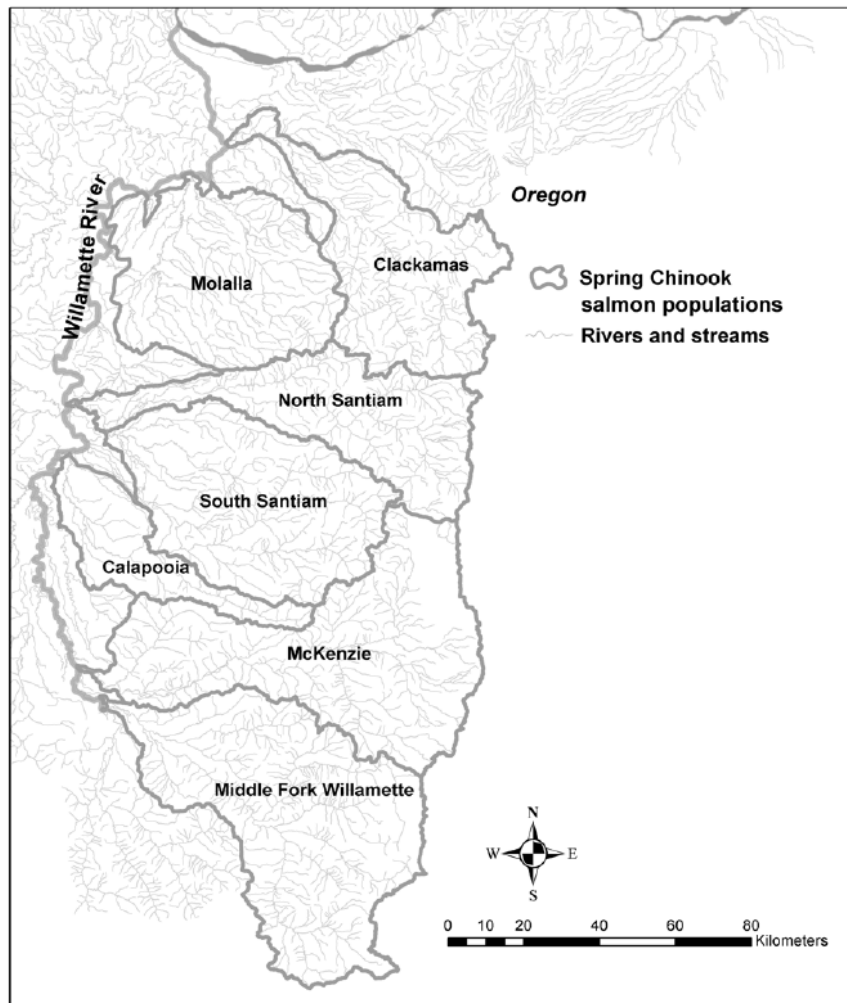 Oregon
Willamette River
Clackamas
Molalla
Spring Chinook
salmon populations
Rivers and streams
North Santiam
South Santiam
Calapooia
McKenzie
Middle Fork Willamette
N
W E
S
0 10 20 40 60 80
Kilometers